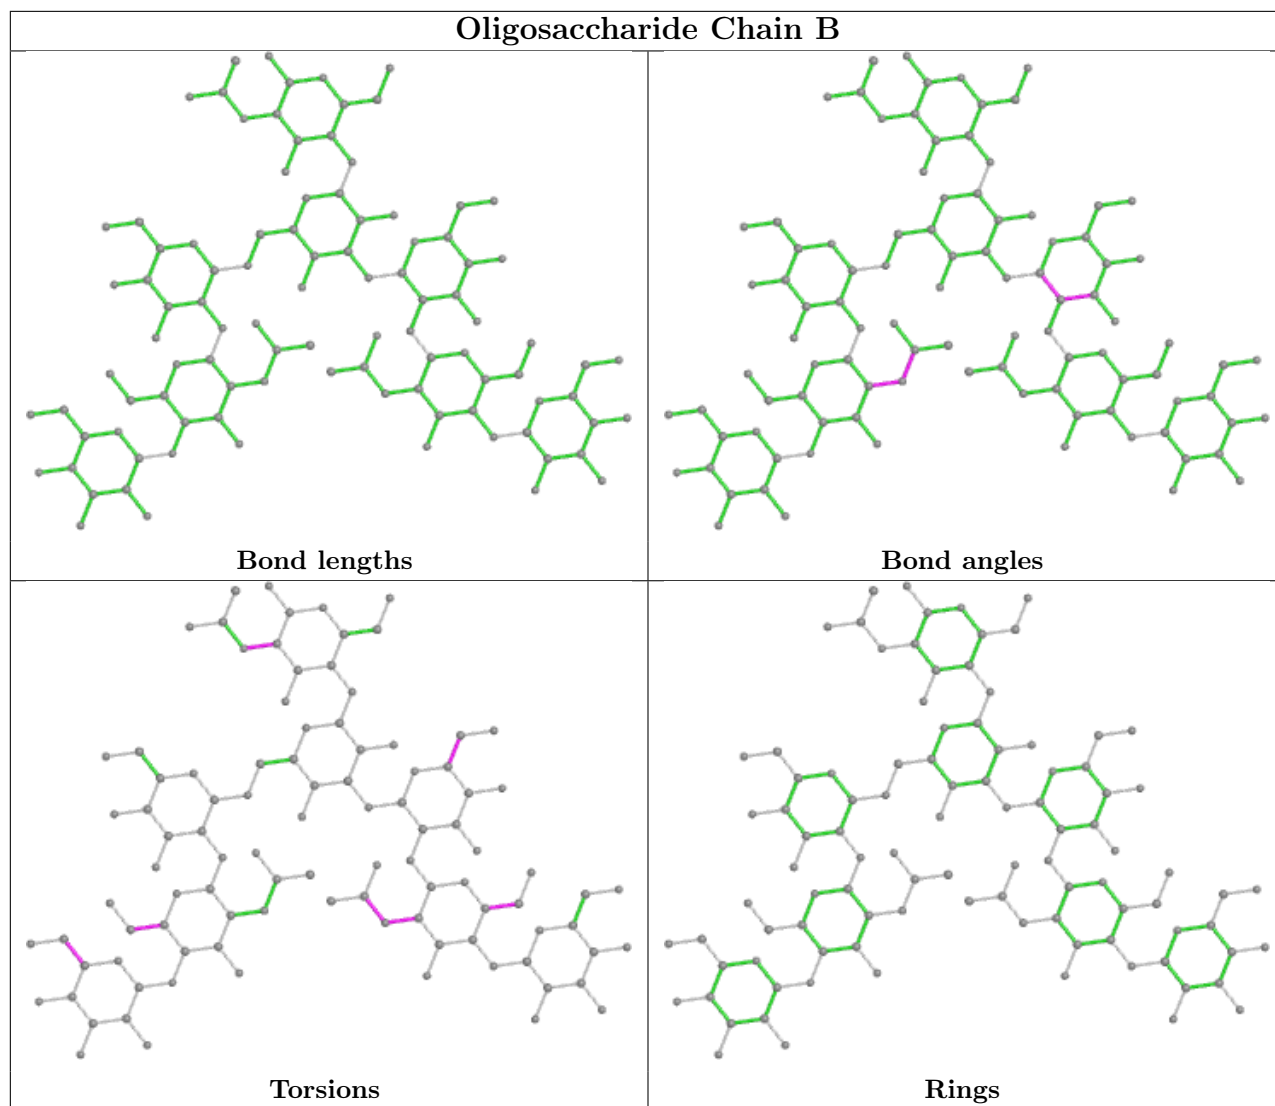 Oligosaccharide Chain B
Bond lengths
Bond angles
Torsions
Rings